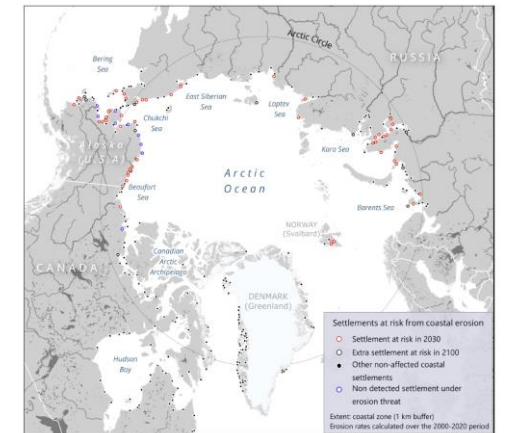 Arctic Circle
RUSSIA
Bering
Sea
East Siberian
Sea
Laptev
Sea
Chukchi
Sea
Kara Sea
Alaska
(U.S.A)
Arctic
Ocean
Beaufort
Sea
Barents Sea
NORWAY
(Svalbard)
Canadian
Arctic
Archipelago
CANADA
DENMARK
(Greenland)
Hudson
Bay
Settlements at risk from coastal erosion
Settlement at risk in 2030
Extra settlement at risk in 2100
Other non-affected coastal
settlements
Non detected settlement under
erosion threat
Extent: coastal zone (1 km buffer)
Erosion rates calculated over the 2000-2020 period